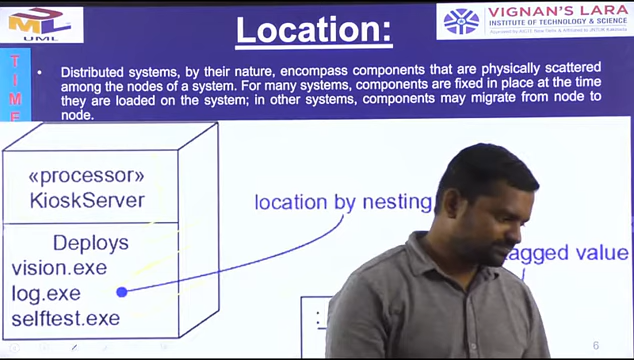 UML
Location:
VIGNAN'S LARA
INSTITUTE OF TECHNOLOGY & SCIENCE
TIME
• Distributed systems, by their nature, encompass components that are physically scattered
among the nodes of a system. For many systems, components are fixed in place at the time
they are loaded on the system; in other systems, components may migrate from node to
node.
«processor»
KioskServer
Deploys
vision.exe
log.exe
selftest.exe
location by nesting
tagged value
:
6